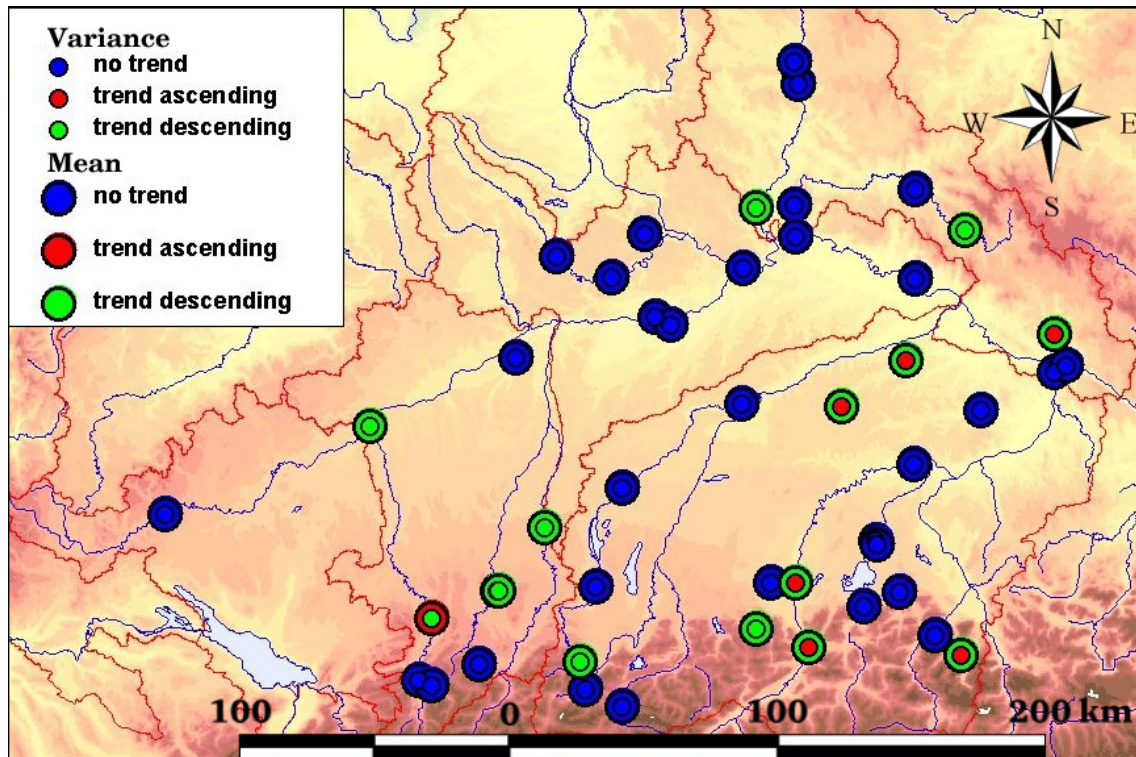 Variance
no trend
trend ascending
trend descending
Mean
no trend
trend ascending
trend descending
N
W E
S
100 0 100 200 km